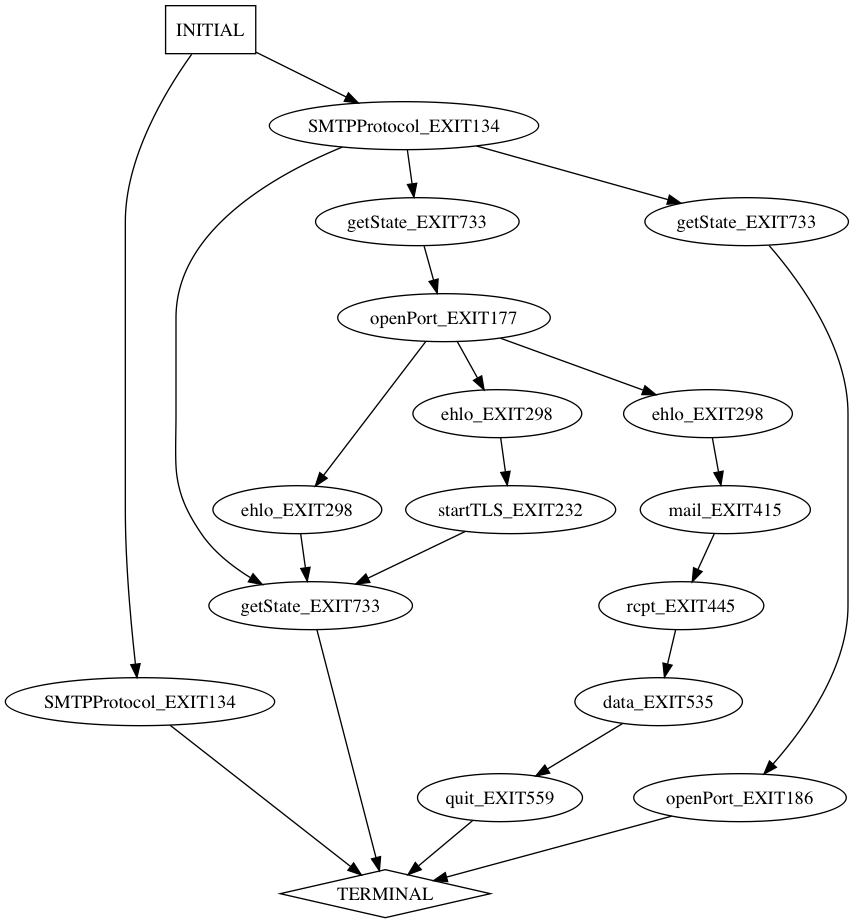 INITIAL
SMTPProtocol_EXIT134
getState_EXIT733
getState_EXIT733
openPort_EXIT177
ehlo_EXIT298
ehlo_EXIT298
ehlo_EXIT298
startTLS_EXIT232
mail_EXIT415
getState_EXIT733
rcpt_EXIT445
SMTPProtocol_EXIT134
data_EXIT535
quit_EXIT559
openPort_EXIT186
TERMINAL